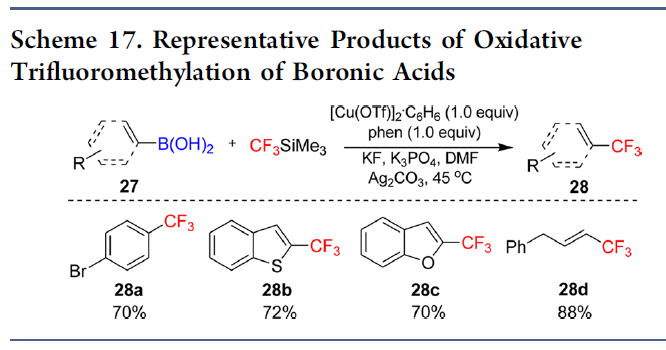 Scheme 17. Representative Products of Oxidative
Trifluoromethylation of Boronic Acids
R
B(OH)₂
27
+
CF₃SiMe₃
[Cu(OTf)]₂·C₆H₆ (1.0 equiv)
phen (1.0 equiv)
KF, K₃PO₄, DMF
Ag₂CO₃, 45 ºC
R
CF₃
28
Br
CF₃
28a
70%
S
CF₃
28b
72%
O
CF₃
28c
70%
Ph
CF₃
28d
88%